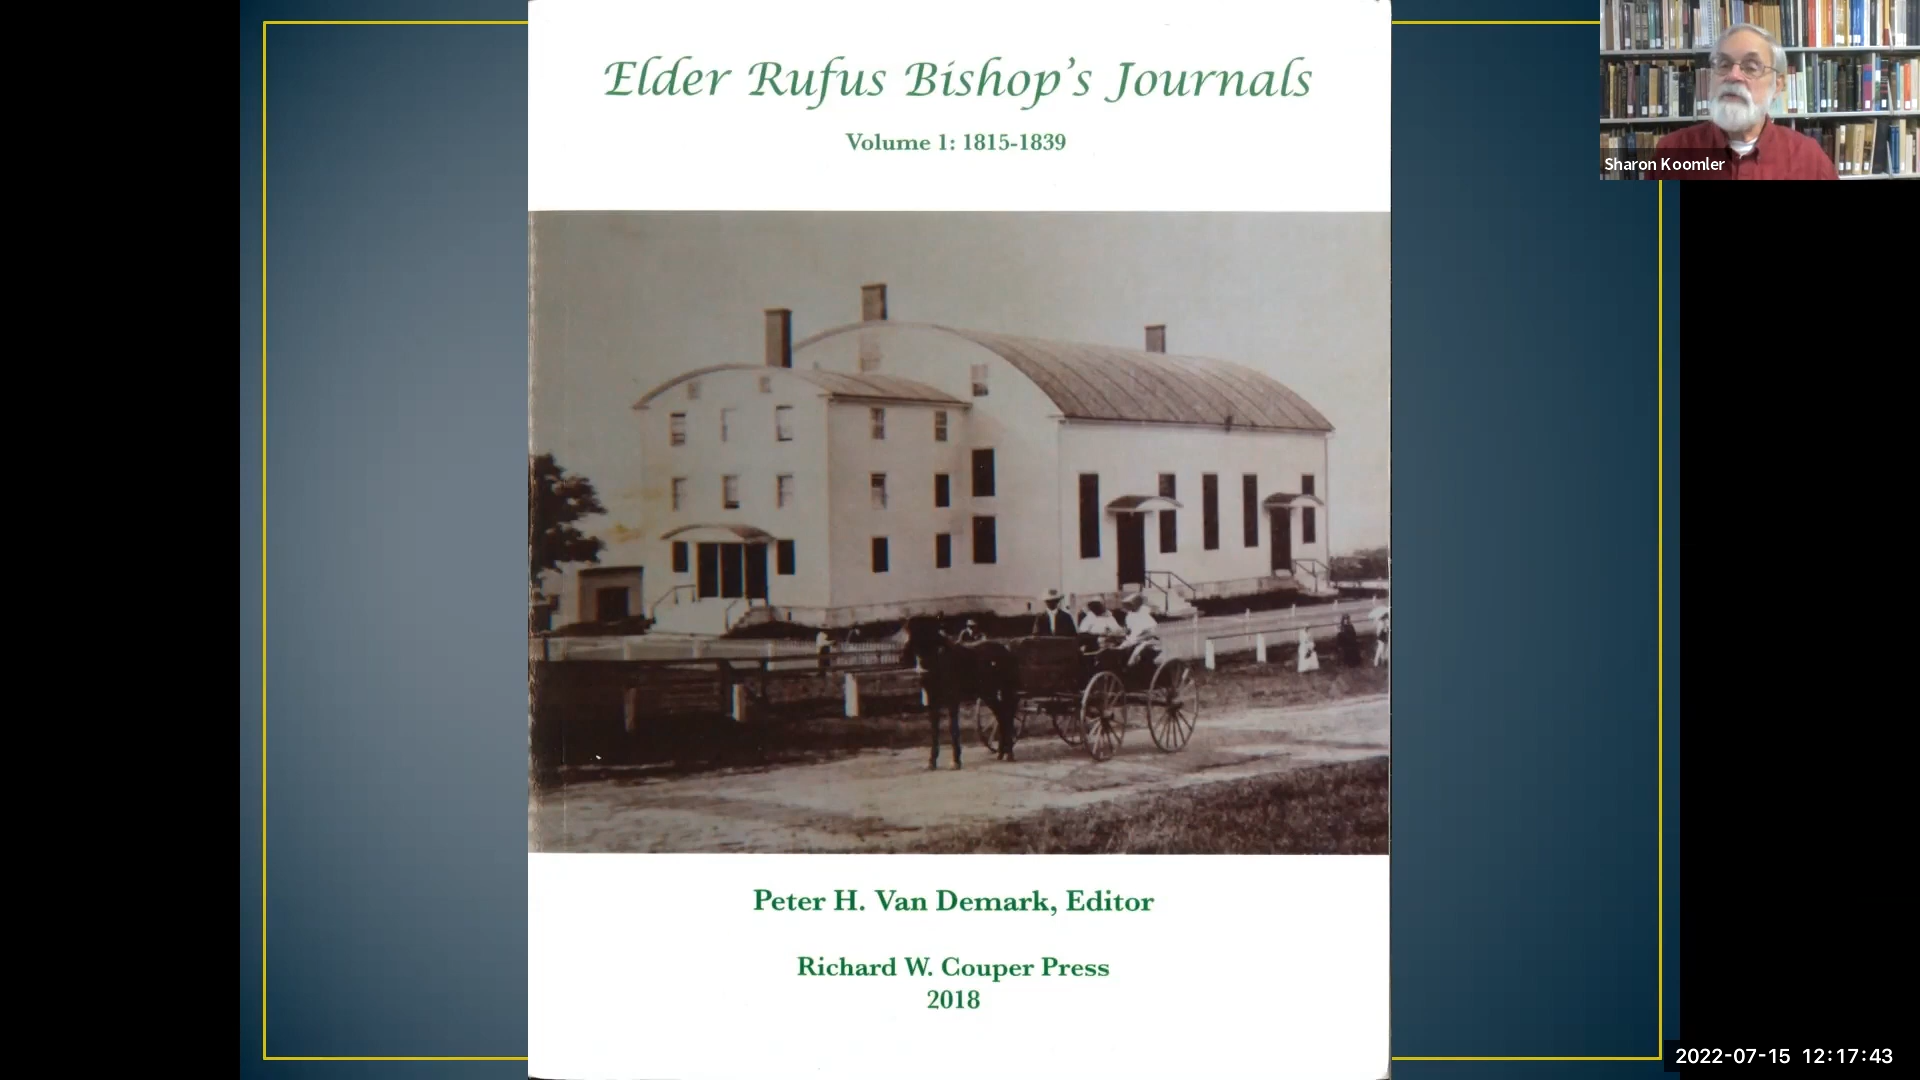 Elder Rufus Bishop's Journals
Volume 1: 1815-1839
Sharon Koomler
Peter H. Van Demark, Editor
Richard W. Couper Press
2018
2022-07-15 12:17:43